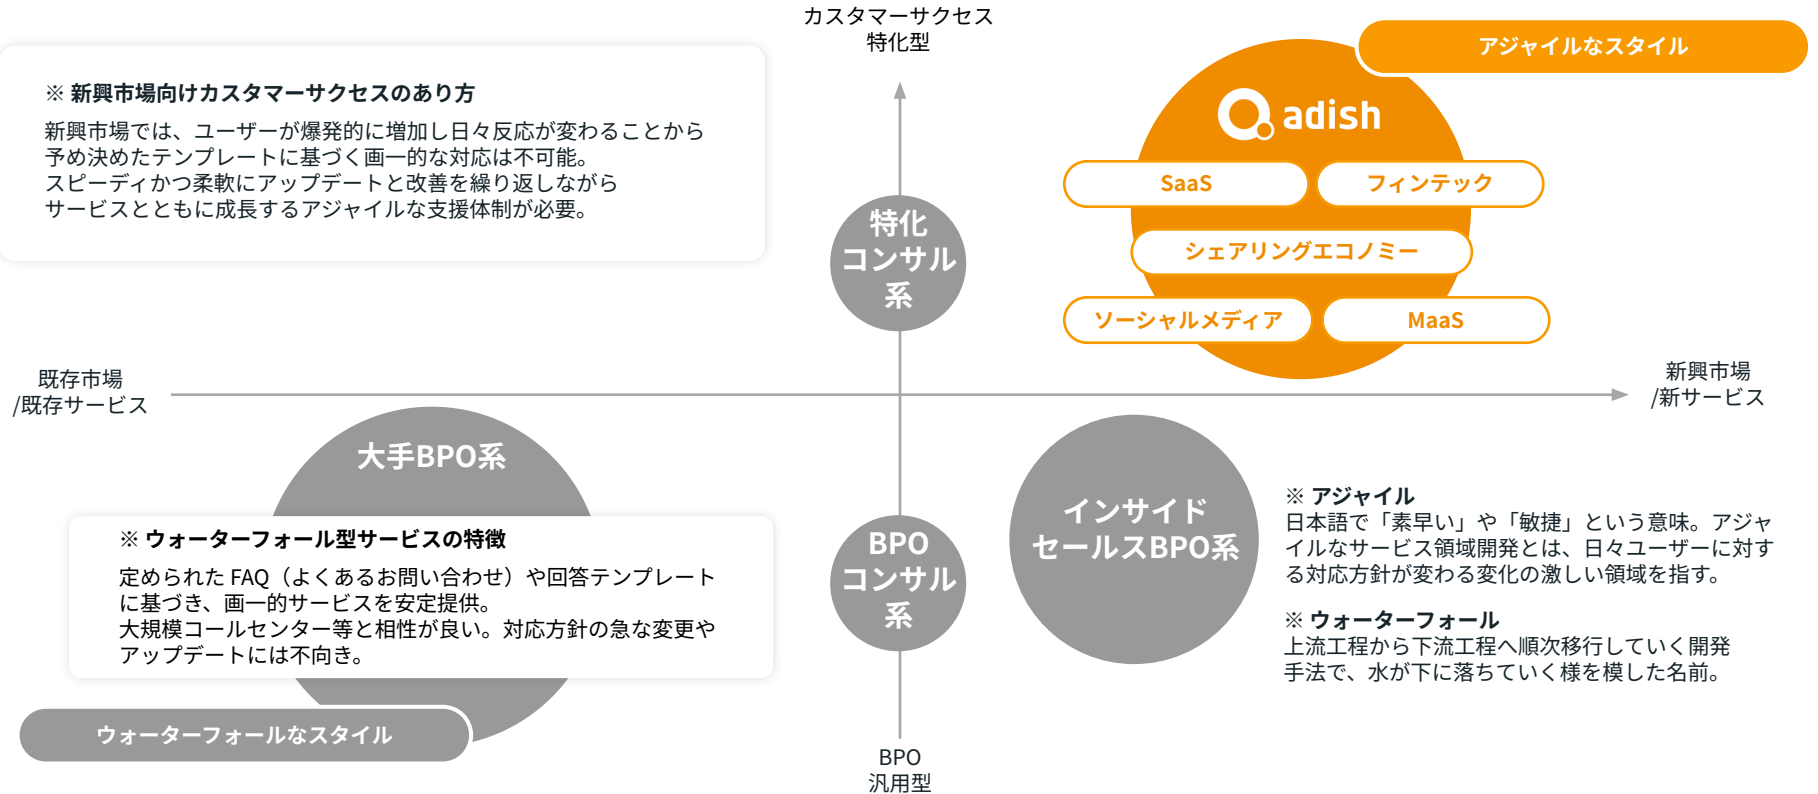 カスタマーサクセス
特化型
アジャイルなスタイル
※ 新興市場向けカスタマーサクセスのあり方
新興市場では、ユーザーが爆発的に増加し日々反応が変わることから
予め決めたテンプレートに基づく画一的な対応は不可能。
スピーディかつ柔軟にアップデートと改善を繰り返しながら
サービスとともに成長するアジャイルな支援体制が必要。
adish
SaaS
フィンテック
シェアリングエコノミー
ソーシャルメディア
MaaS
特化
コンサル
系
既存市場
/既存サービス
新興市場
/新サービス
大手BPO系
※ ウォーターフォール型サービスの特徴
定められた FAQ（よくあるお問い合わせ）や回答テンプレート
に基づき、画一的サービスを安定提供。
大規模コールセンター等と相性が良い。対応方針の急な変更や
アップデートには不向き。
ウォーターフォールなスタイル
BPO
コンサル
系
インサイド
セールスBPO系
※ アジャイル
日本語で「素早い」や「敏捷」という意味。アジャ
イルなサービス領域開発とは、日々ユーザーに対す
る対応方針が変わる変化の激しい領域を指す。
※ ウォーターフォール
上流工程から下流工程へ順次移行していく開発
手法で、水が下に落ちていく様を模した名前。
BPO
汎用型